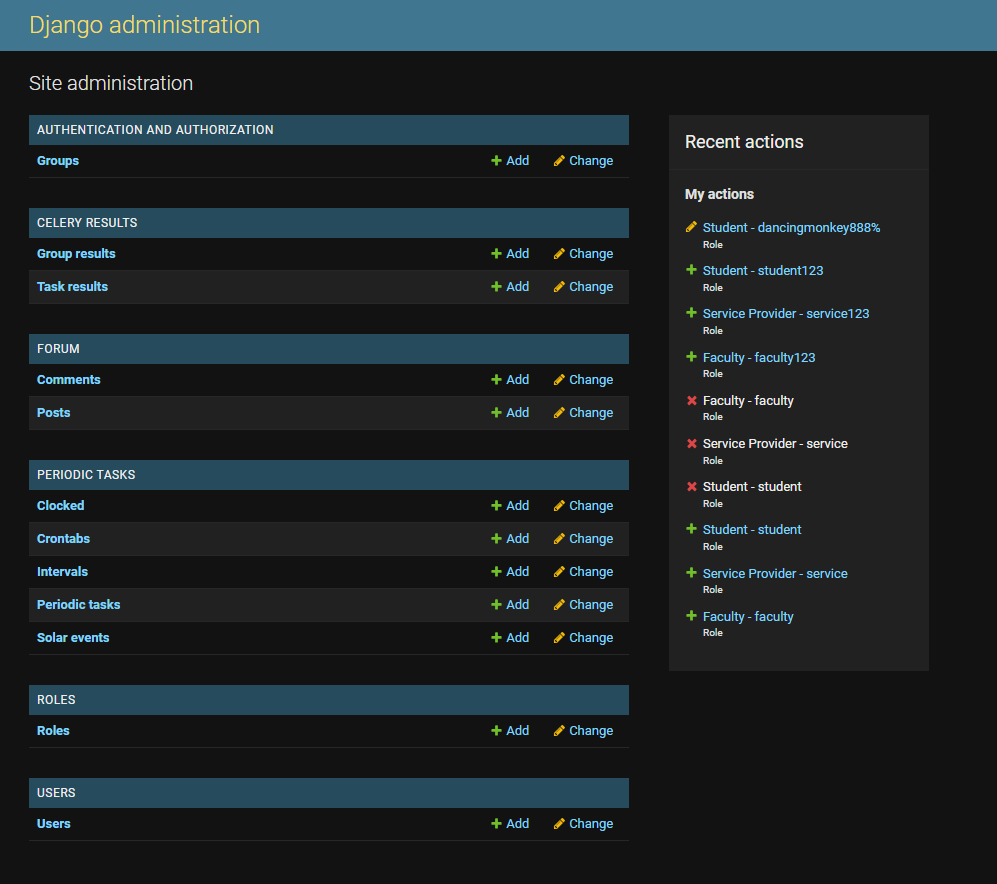 Django administration
Site administration
AUTHENTICATION AND AUTHORIZATION
Groups Add Change
CELERY RESULTS
Group results Add Change
Task results Add Change
FORUM
Comments Add Change
Posts Add Change
PERIODIC TASKS
Clocked Add Change
Crontabs Add Change
Intervals Add Change
Periodic tasks Add Change
Solar events Add Change
ROLES
Roles Add Change
USERS
Users Add Change
Recent actions
My actions
Student - dancingmonkey888%
Role
Student - student123
Role
Service Provider - service123
Role
Faculty - faculty123
Role
Faculty - faculty
Role
Service Provider - service
Role
Student - student
Role
Student - student
Role
Service Provider - service
Role
Faculty - faculty
Role